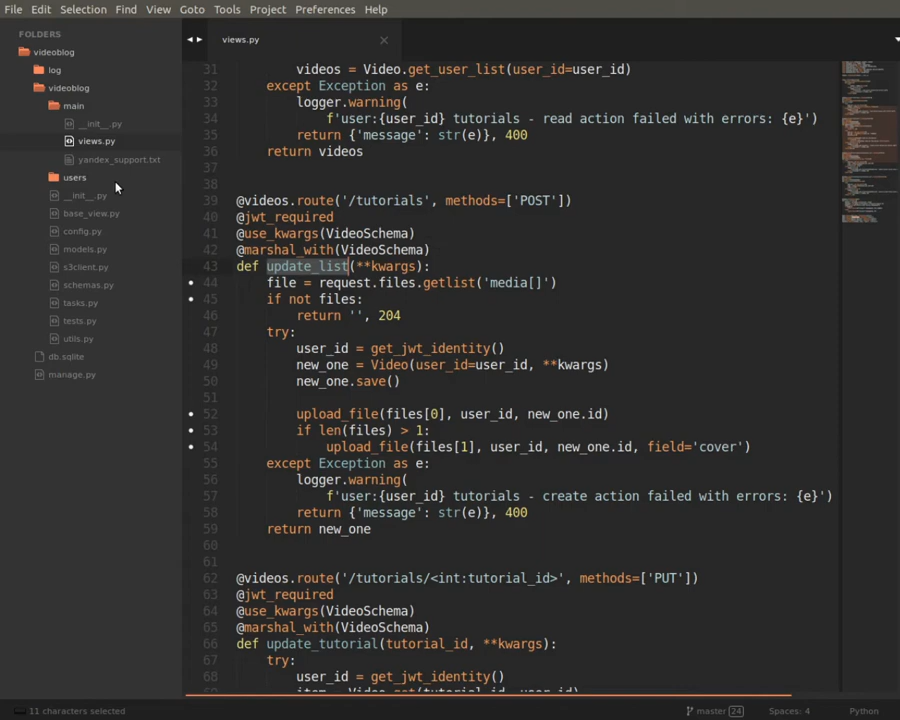 File Edit Selection View Goto Tools Project Preferences Help
FOLDERS
videoblog
log
videoblog
main
__init__.py
views.py
yandex_support.txt
users
__init__.py
base_view.py
config.py
models.py
s3client.py
schemas.py
tasks.py
tests.py
utils.py
db.sqlite
manage.py
views.py
31 videos = Video.get_user_list(user_id=user_id)
32 except Exception as e:
33 logger.warning(
34 f'user:{user_id} tutorials - read action failed with errors: {e}')
35 return {'message': str(e)}, 400
36 return videos
37
38
39 @videos.route('/tutorials', methods=['POST'])
40 @jwt_required
41 @use_kwargs(VideoSchema)
42 @marshal_with(VideoSchema)
43 def update_list(**kwargs):
44 file = request.files.getlist('media[]')
45 if not files:
46 return '', 204
47 try:
48 user_id = get_jwt_identity()
49 new_one = Video(user_id=user_id, **kwargs)
50 new_one.save()
51
52 upload_file(files[0], user_id, new_one.id)
53 if len(files) > 1:
54 upload_file(files[1], user_id, new_one.id, field='cover')
55 except Exception as e:
56 logger.warning(
57 f'user:{user_id} tutorials - create action failed with errors: {e}')
58 return {'message': str(e)}, 400
59 return new_one
60
61
62 @videos.route('/tutorials/<int:tutorial_id>', methods=['PUT'])
63 @jwt_required
64 @use_kwargs(VideoSchema)
65 @marshal_with(VideoSchema)
66 def update_tutorial(tutorial_id, **kwargs):
67 try:
68 user_id = get_jwt_identity()
69 item = Video.get(tutorial_id, user_id)
11 characters selected
master 24
Spaces: 4
Python